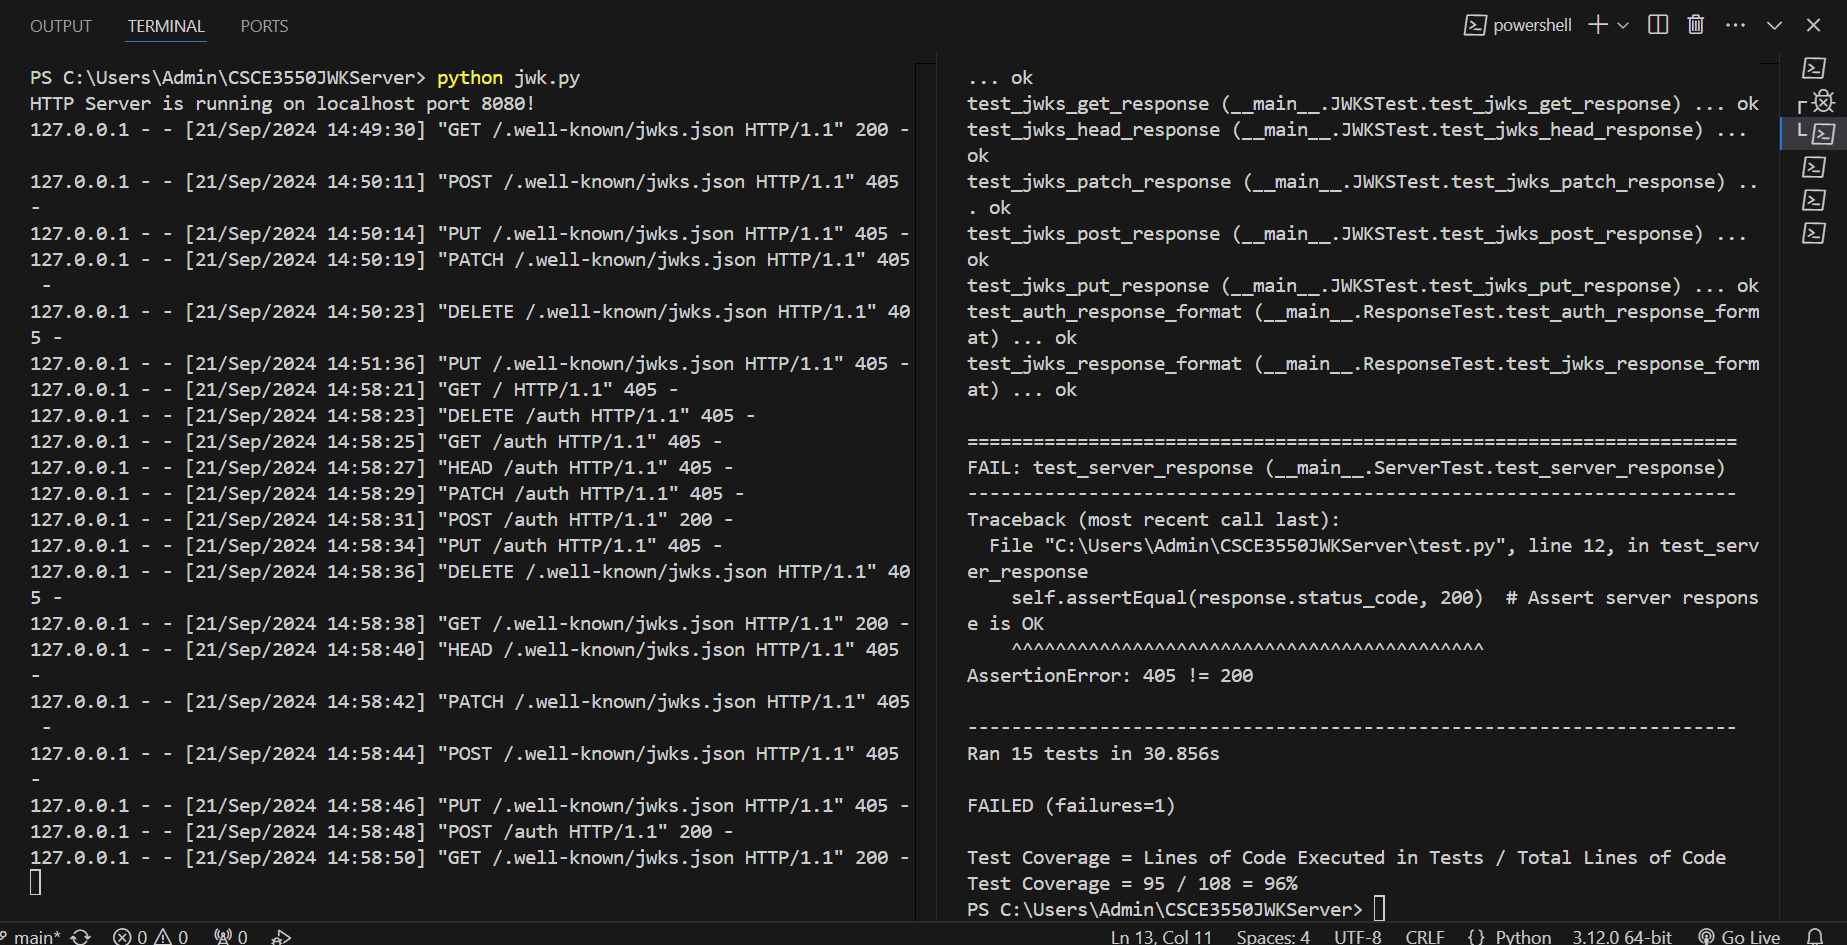 OUTPUT TERMINAL PORTS
powershell
PS C:\Users\Admin\CSCE3550JWKServer> python jwk.py
HTTP Server is running on localhost port 8080!
127.0.0.1 - - [21/Sep/2024 14:49:30] "GET /.well-known/jwks.json HTTP/1.1" 200 -
127.0.0.1 - - [21/Sep/2024 14:50:11] "POST /.well-known/jwks.json HTTP/1.1" 405
-
127.0.0.1 - - [21/Sep/2024 14:50:14] "PUT /.well-known/jwks.json HTTP/1.1" 405 -
127.0.0.1 - - [21/Sep/2024 14:50:19] "PATCH /.well-known/jwks.json HTTP/1.1" 405
-
127.0.0.1 - - [21/Sep/2024 14:50:23] "DELETE /.well-known/jwks.json HTTP/1.1" 40
5 -
127.0.0.1 - - [21/Sep/2024 14:51:36] "PUT /.well-known/jwks.json HTTP/1.1" 405 -
127.0.0.1 - - [21/Sep/2024 14:58:21] "GET / HTTP/1.1" 405 -
127.0.0.1 - - [21/Sep/2024 14:58:23] "DELETE /auth HTTP/1.1" 405 -
127.0.0.1 - - [21/Sep/2024 14:58:25] "GET /auth HTTP/1.1" 405 -
127.0.0.1 - - [21/Sep/2024 14:58:27] "HEAD /auth HTTP/1.1" 405 -
127.0.0.1 - - [21/Sep/2024 14:58:29] "PATCH /auth HTTP/1.1" 405 -
127.0.0.1 - - [21/Sep/2024 14:58:31] "POST /auth HTTP/1.1" 200 -
127.0.0.1 - - [21/Sep/2024 14:58:34] "PUT /auth HTTP/1.1" 405 -
127.0.0.1 - - [21/Sep/2024 14:58:36] "DELETE /.well-known/jwks.json HTTP/1.1" 40
5 -
127.0.0.1 - - [21/Sep/2024 14:58:38] "GET /.well-known/jwks.json HTTP/1.1" 200 -
127.0.0.1 - - [21/Sep/2024 14:58:40] "HEAD /.well-known/jwks.json HTTP/1.1" 405
-
127.0.0.1 - - [21/Sep/2024 14:58:42] "PATCH /.well-known/jwks.json HTTP/1.1" 405
-
127.0.0.1 - - [21/Sep/2024 14:58:44] "POST /.well-known/jwks.json HTTP/1.1" 405
-
127.0.0.1 - - [21/Sep/2024 14:58:46] "PUT /.well-known/jwks.json HTTP/1.1" 405 -
127.0.0.1 - - [21/Sep/2024 14:58:48] "POST /auth HTTP/1.1" 200 -
127.0.0.1 - - [21/Sep/2024 14:58:50] "GET /.well-known/jwks.json HTTP/1.1" 200 -
... ok
test_jwks_get_response (__main__.JWKSTest.test_jwks_get_response) ... ok
test_jwks_head_response (__main__.JWKSTest.test_jwks_head_response) ...
ok
test_jwks_patch_response (__main__.JWKSTest.test_jwks_patch_response) ..
. ok
test_jwks_post_response (__main__.JWKSTest.test_jwks_post_response) ...
ok
test_jwks_put_response (__main__.JWKSTest.test_jwks_put_response) ... ok
test_auth_response_format (__main__.ResponseTest.test_auth_response_form
at) ... ok
test_jwks_response_format (__main__.ResponseTest.test_jwks_response_form
at) ... ok
======================================================================
FAIL: test_server_response (__main__.ServerTest.test_server_response)
----------------------------------------------------------------------
Traceback (most recent call last):
File "C:\Users\Admin\CSCE3550JWKServer\test.py", line 12, in test_serv
er_response
self.assertEqual(response.status_code, 200)  # Assert server respons
e is OK
^^^^^^^^^^^^^^^^^^^^^^^^^^^^^^^^^^^^^^^^^^^
AssertionError: 405 != 200
----------------------------------------------------------------------
Ran 15 tests in 30.856s
FAILED (failures=1)
Test Coverage = Lines of Code Executed in Tests / Total Lines of Code
Test Coverage = 95 / 108 = 96%
PS C:\Users\Admin\CSCE3550JWKServer>
main* 0 0 0 Ln 13, Col 11 Spaces: 4 UTF-8 CRLF {} Python 3.12.0 64-bit Go Live